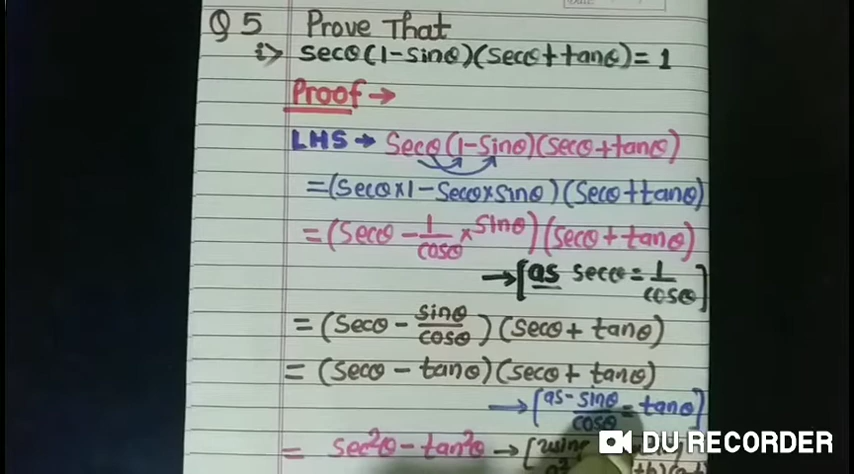 Q 5 Prove That
i> secθ(1-sinθ)(secθ+tanθ)=1
Proof →
LHS → Secθ(1-Sinθ)(secθ+tanθ)
=(Secθ×1-Secθ×sinθ)(Secθ+tanθ)
=(Secθ-1/cosθ×sinθ)(secθ+tanθ)
→[as secθ=1/cosθ]
=(Secθ-sinθ/cosθ)(secθ+tanθ)
=(Secθ-tanθ)(secθ+tanθ)
→[as-sinθ/cosθ=tanθ]
= sec²θ-tan²θ→[using
DU RECORDER